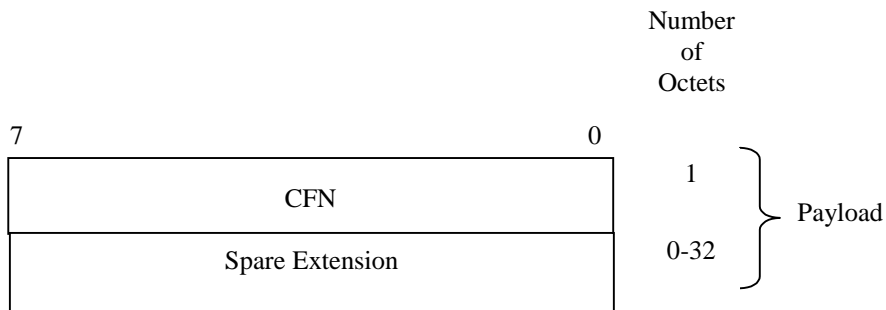 Number
of
Octets
7 0
CFN 1
Payload
Spare Extension 0-32